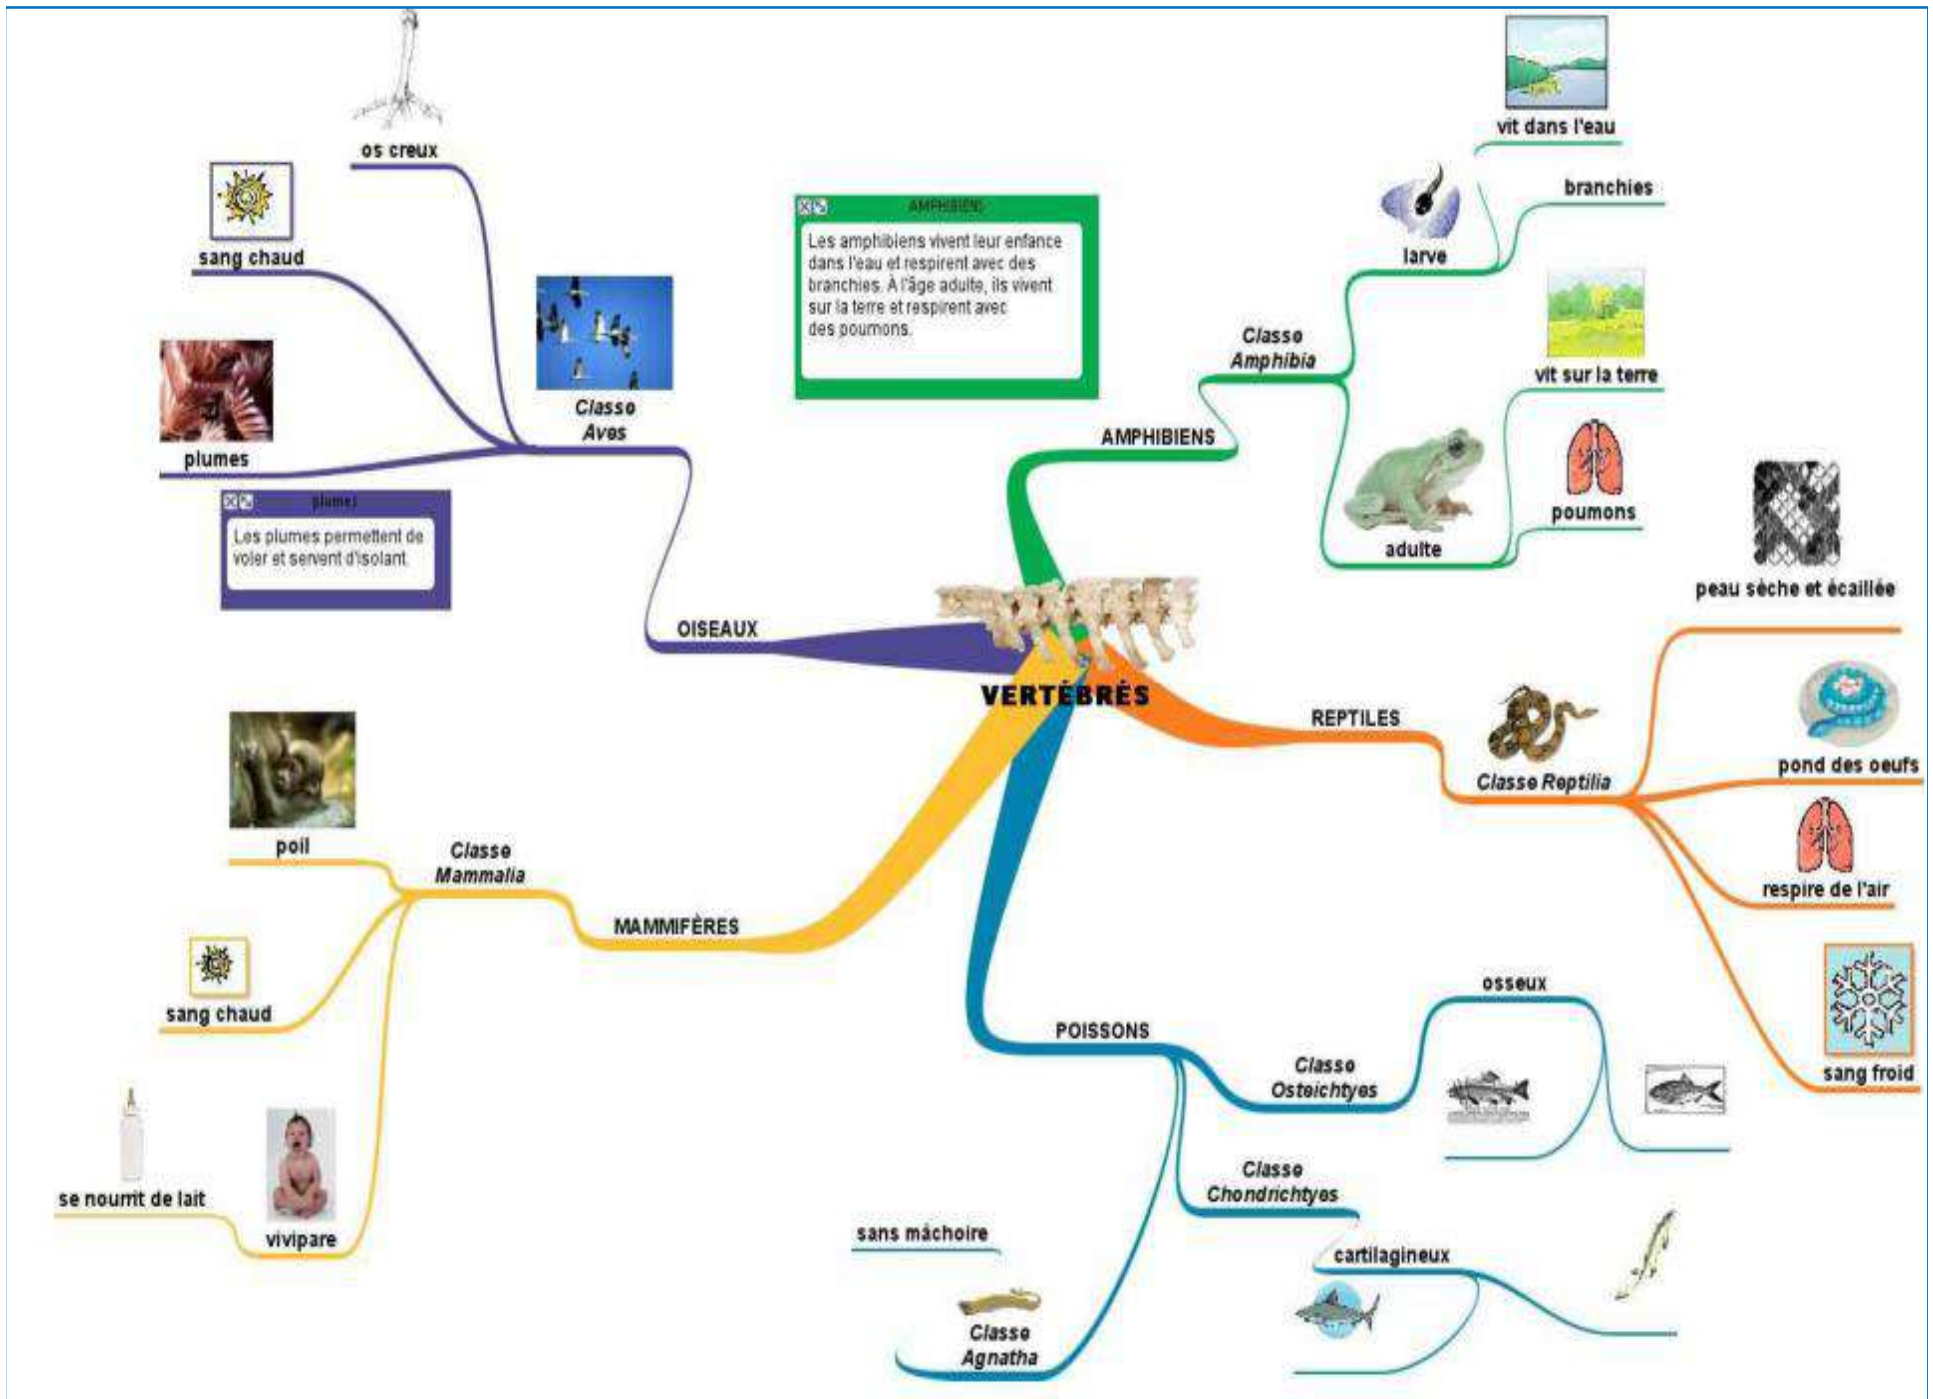 os creux
sang chaud
Classe
Aves
plumes
plumes
Les plumes permettent de
voler et servent d'isolant
OISEAUX
AMPHIBIENS
Les amphibiens vivent leur enfance
dans l'eau et respirent avec des
branchies. À l'âge adulte, ils vivent
sur la terre et respirent avec
des poumons.
vit dans l'eau
branchies
larve
Classe
Amphibia
vit sur la terre
AMPHIBIENS
poumons
adulte
VERTÉBRÉS
peau sèche et écaillée
REPTILES
Classe Reptilia
pond des oeufs
respire de l'air
sang froid
poil
Classe
Mammalia
MAMMIFÈRES
sang chaud
se nourrit de lait
vivipare
POISSONS
osseux
Classe
Osteichtyes
Classe
Chondrichtyes
cartilagineux
sans mâchoire
Classe
Agnatha